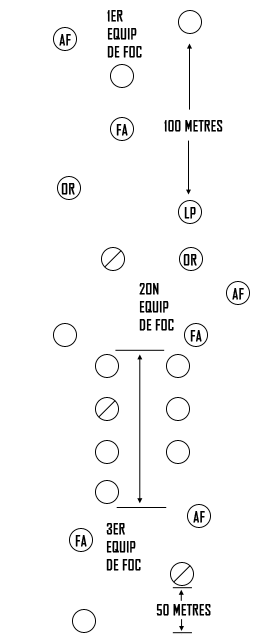 1ER
EQUIP
DE FOC
AF
FA
100 METRES
OR
LP
OR
AF
2ON
EQUIP
DE FOC
FA
AF
FA
3ER
EQUIP
DE FOC
50 METRES